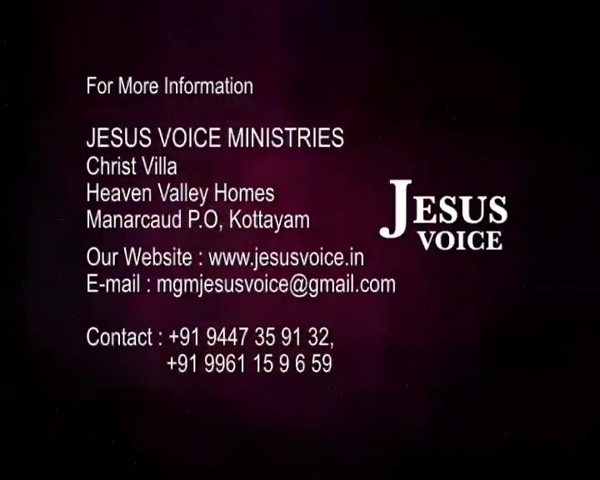 For More Information
JESUS VOICE MINISTRIES
Christ Villa
Heaven Valley Homes
Manarcaud P.O, Kottayam
Our Website : www.jesusvoice.in
E-mail : mgmjesusvoice@gmail.com
Contact : +91 9447 35 91 32,
+91 9961 15 9 6 59
JESUS
VOICE